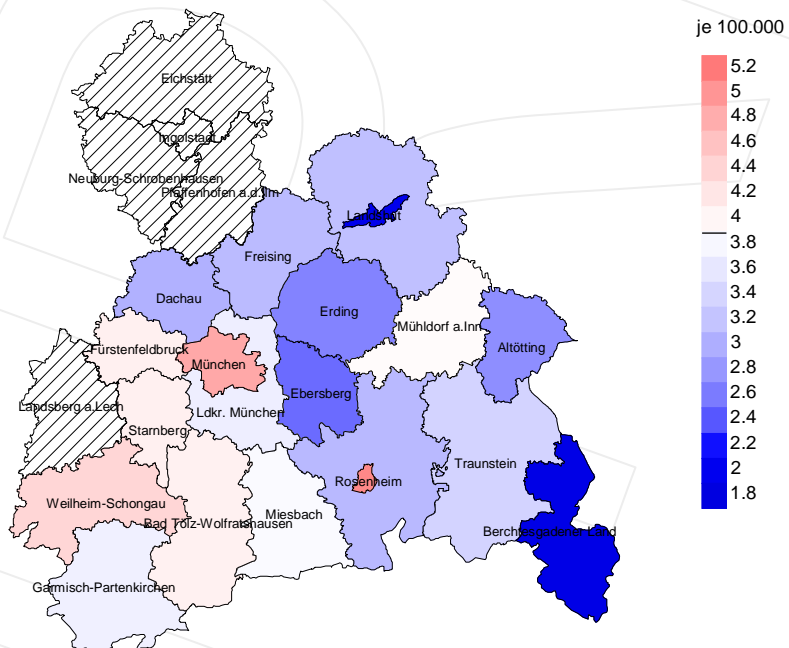 je 100.000
5.2
5
4.8
4.6
4.4
4.2
4
3.8
3.6
3.4
3.2
3
2.8
2.6
2.4
2.2
2
1.8
Eichstätt
Ingolstadt
Neuburg-Schrobenhausen
Pfaffenhofen a.d.Ilm
Landshut
Freising
Dachau
Erding
Mühldorf a.Inn
Altötting
Fürstenfeldbruck
München
Ebersberg
Landsberg a.Lech
Ldkr. München
Starnberg
Traunstein
Rosenheim
Weilheim-Schongau
Miesbach
Bad Tölz-Wolfratshausen
Berchtesgadener Land
Garmisch-Partenkirchen